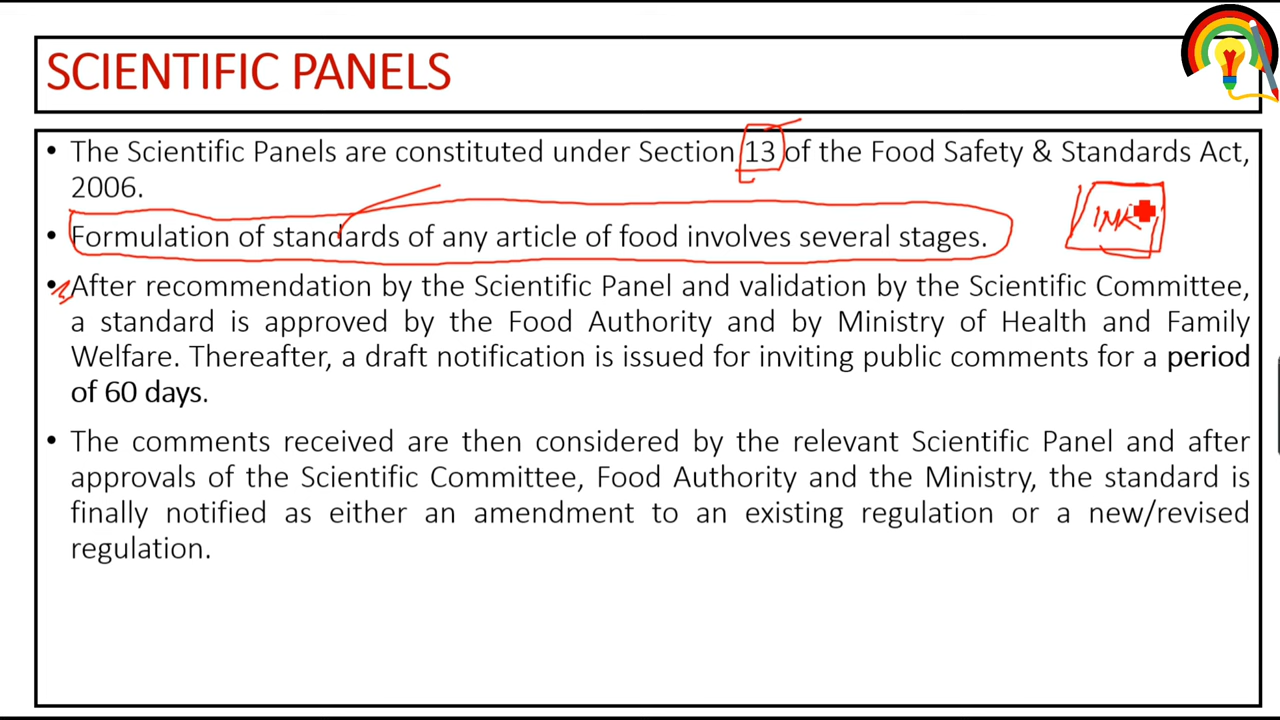 SCIENTIFIC PANELS
• The Scientific Panels are constituted under Section 13 of the Food Safety & Standards Act,
2006.
• Formulation of standards of any article of food involves several stages.
• After recommendation by the Scientific Panel and validation by the Scientific Committee,
a standard is approved by the Food Authority and by Ministry of Health and Family
Welfare. Thereafter, a draft notification is issued for inviting public comments for a period
of 60 days.
• The comments received are then considered by the relevant Scientific Panel and after
approvals of the Scientific Committee, Food Authority and the Ministry, the standard is
finally notified as either an amendment to an existing regulation or a new/revised
regulation.